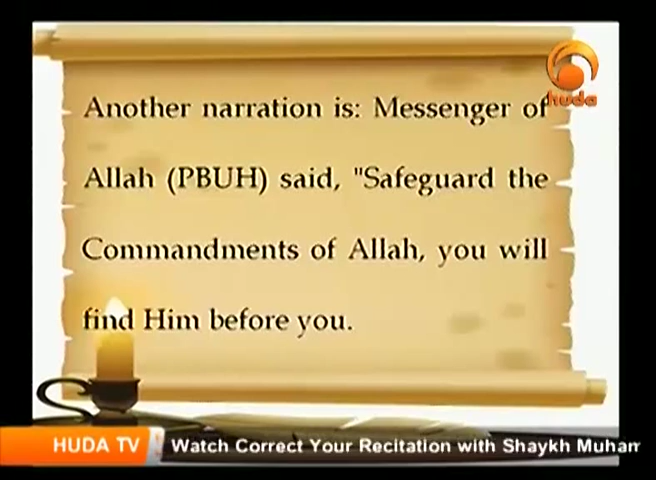 huda
Another narration is: Messenger of
Allah (PBUH) said, "Safeguard the
Commandments of Allah, you will
find Him before you.
HUDA TV Watch Correct Your Recitation with Shaykh Muham